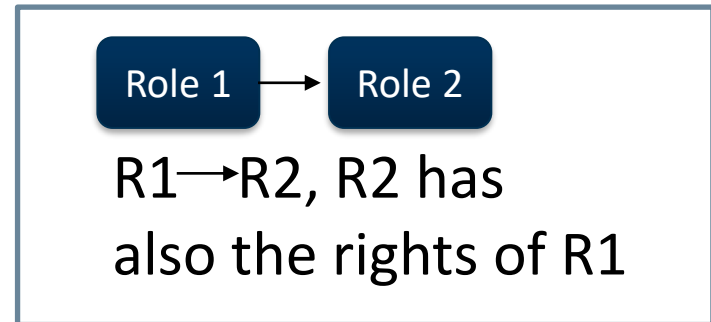 Role 1 → Role 2
R1→R2, R2 has
also the rights of R1